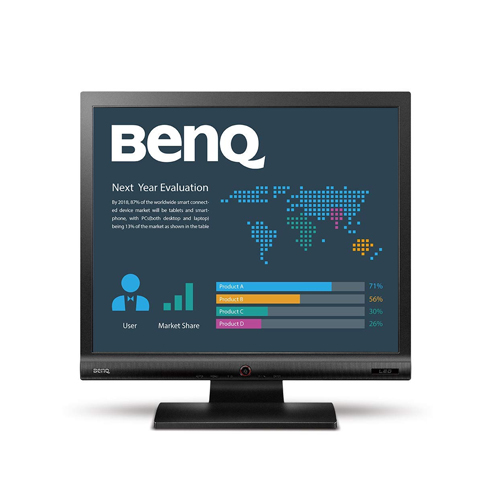 BenQ
Next Year Evaluation
By 2018, 87% of the worldwide smart connect-
ed device market will be tablets and smart-
phone, with PCs(both desktop and laptop)
being 13% of the market as shown in the table
Product A 71%
Product B 56%
Product C 30%
Product D 26%
User
Market Share
BenQ
LED